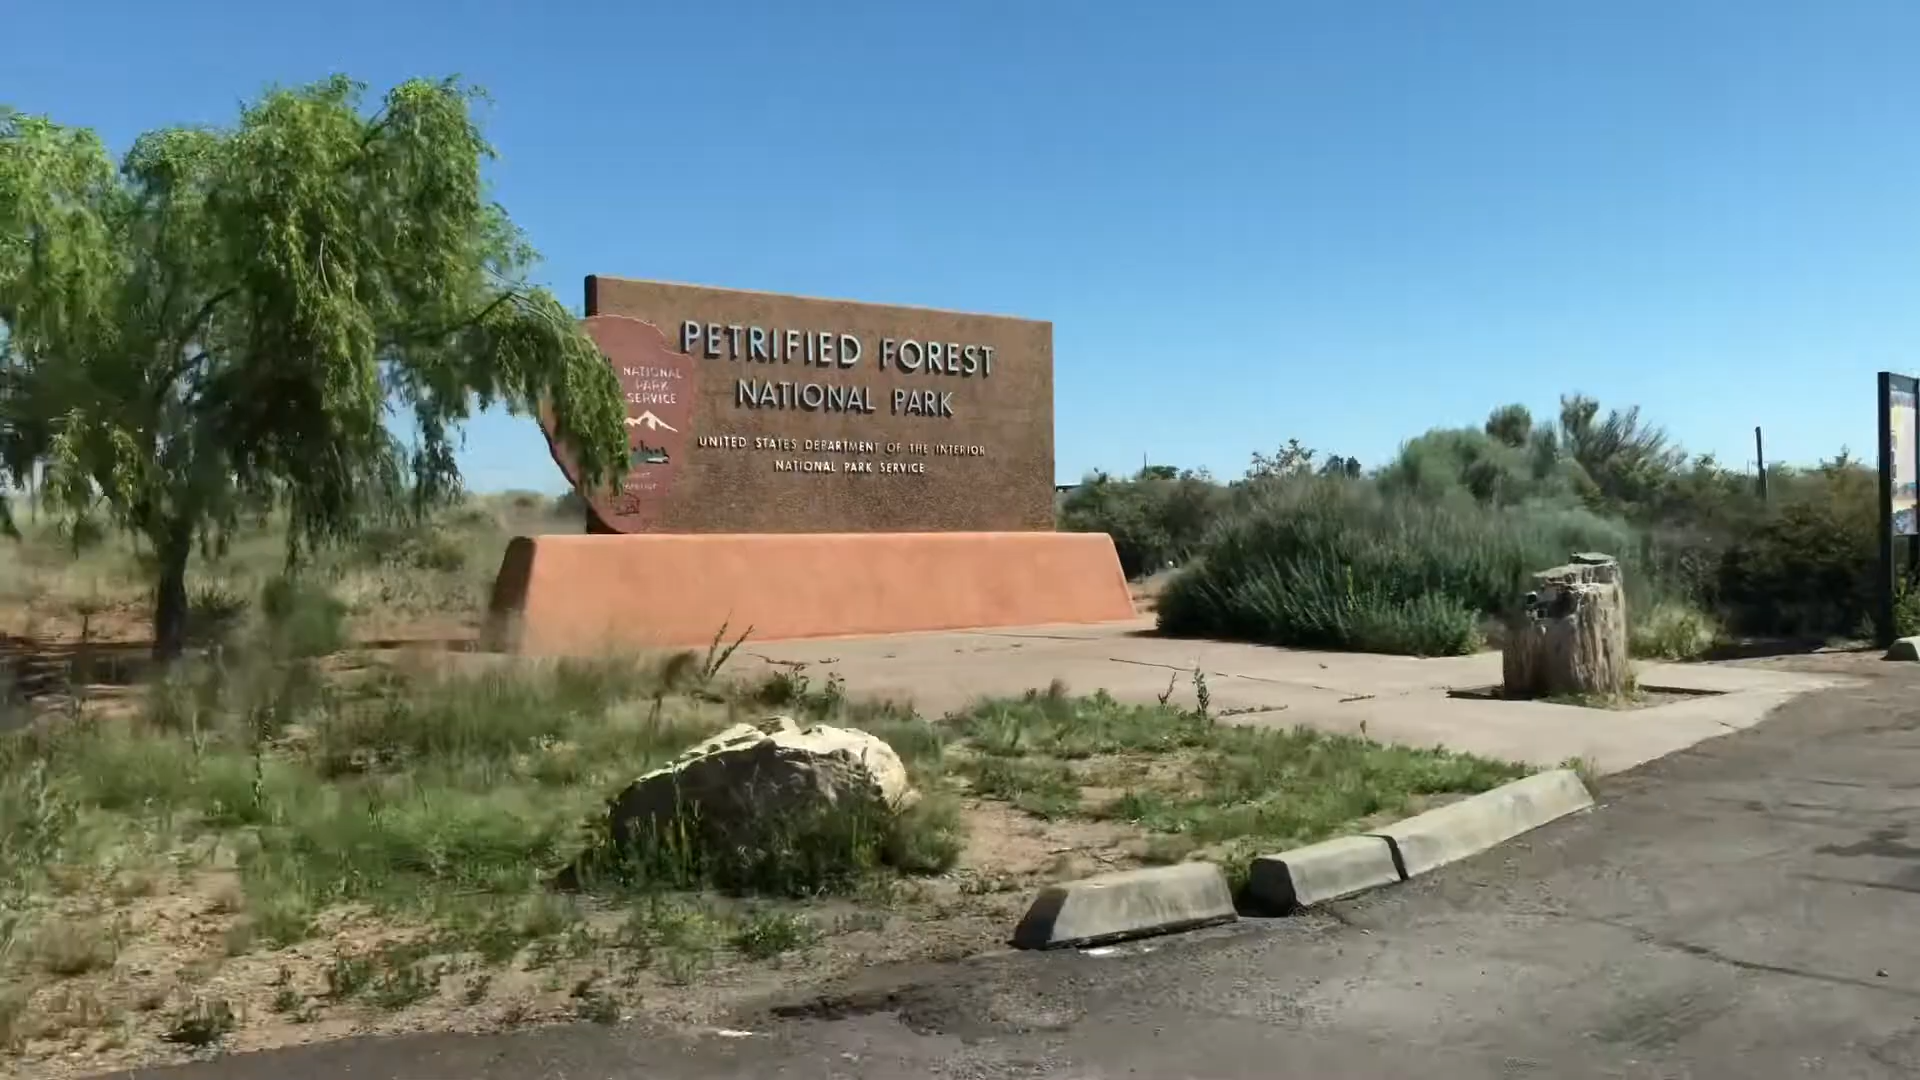 PETRIFIED FOREST
NATIONAL PARK
UNITED STATES DEPARTMENT OF THE INTERIOR
NATIONAL PARK SERVICE
NATIONAL
PARK
SERVICE